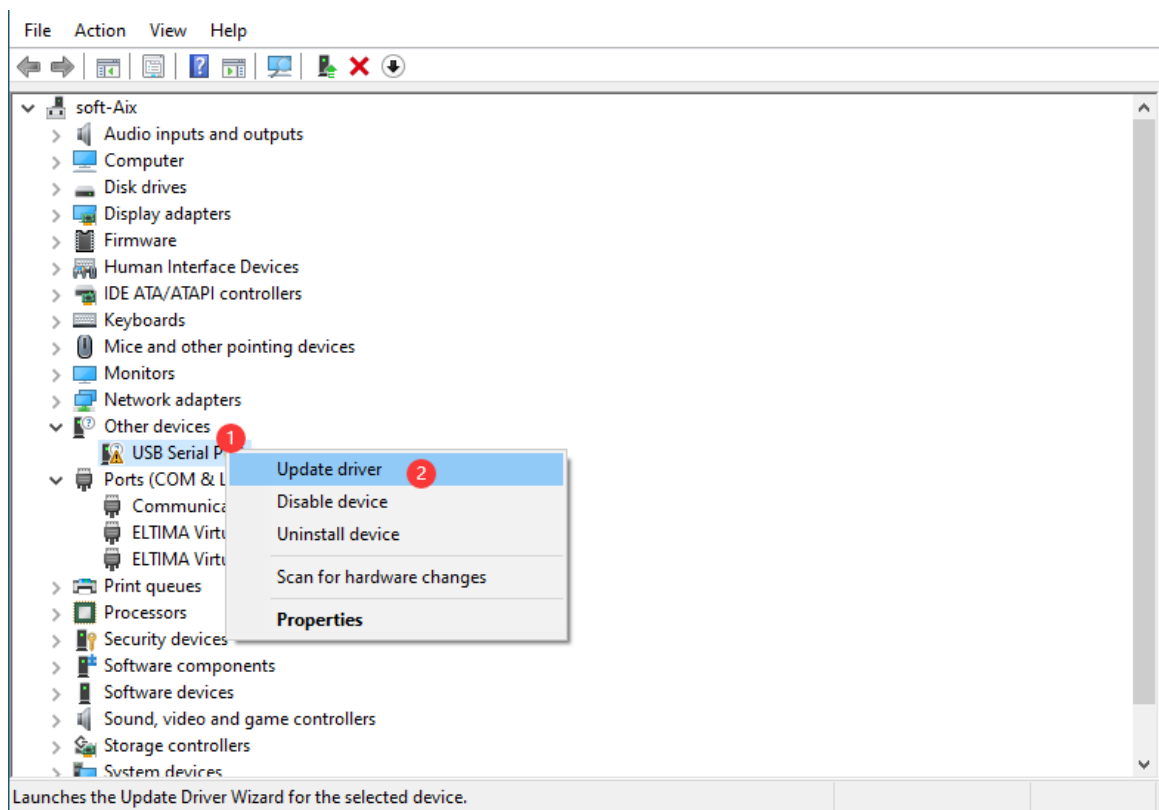 File Action View Help
soft-Aix
Audio inputs and outputs
Computer
Disk drives
Display adapters
Firmware
Human Interface Devices
IDE ATA/ATAPI controllers
Keyboards
Mice and other pointing devices
Monitors
Network adapters
Other devices
1
USB Serial P
Update driver 2
Ports (COM & L
Disable device
Communica
ELTIMA Virtu
Uninstall device
ELTIMA Virtu
Scan for hardware changes
Print queues
Processors
Properties
Security devices
Software components
Software devices
Sound, video and game controllers
Storage controllers
System devices
Launches the Update Driver Wizard for the selected device.